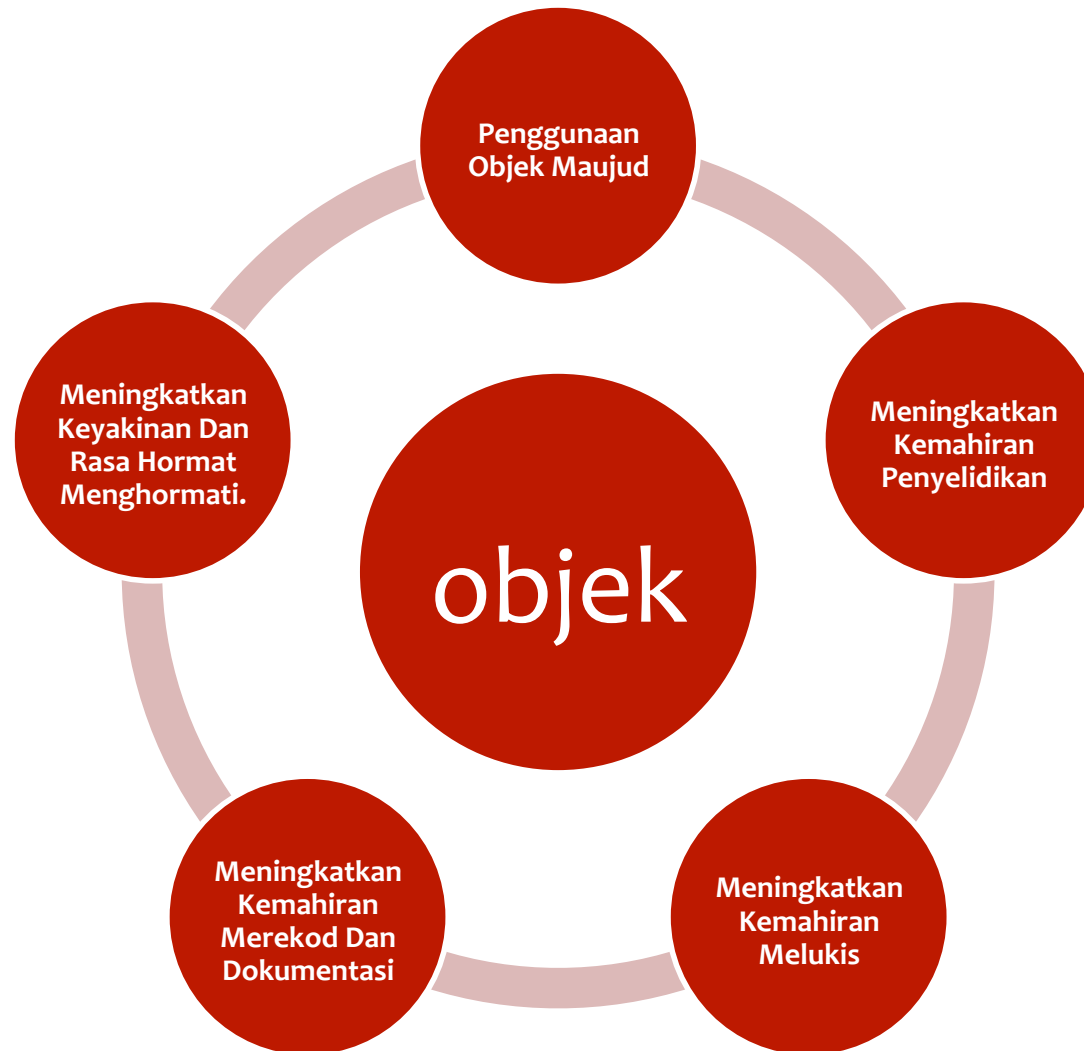 Penggunaan
Objek Maujud
Meningkatkan
Kemahiran
Penyelidikan
Meningkatkan
Kemahiran
Melukis
Meningkatkan
Kemahiran
Merekod Dan
Dokumentasi
Meningkatkan
Keyakinan Dan
Rasa Hormat
Menghormati.
objek